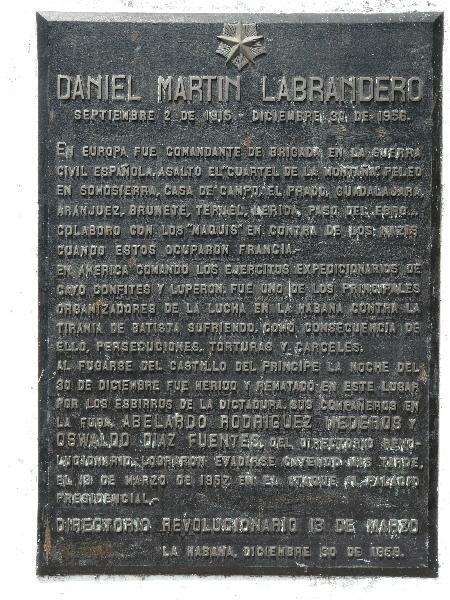 DANIEL MARTIN LABRANDERO
SEPTIEMBRE 2 DE 1915 - DICIEMBRE 30 DE 1956.
EN EUROPA FUE COMANDANTE DE BRIGADA EN LA GUERRA
CIVIL ESPAÑOLA, ASALTO EL "CUARTEL DE LA MONTAÑA", PELEO
EN SOMOSIERRA, CASA DE CAMPO, EL PRADO, GUADALAJARA
ARANJUEZ, BRUNETE, TERUEL, LERIDA, PASO DEL EBRO...
COLABORO CON LOS "MAQUIS" EN CONTRA DE LOS NAZIS
CUANDO ESTOS OCUPARON FRANCIA.-
EN AMERICA COMANDO LOS EJERCITOS EXPEDICIONARIOS DE
CAYO CONFITES Y LUPERON. FUE UNO DE LOS PRINCIPALES
ORGANIZADORES DE LA LUCHA EN LA HABANA CONTRA LA
TIRANIA DE BATISTA SUFRIENDO, COMO CONSECUENCIA DE
ELLO, PERSECUCIONES, TORTURAS Y CARCELES.
AL FUGARSE DEL CASTILLO DEL PRINCIPE LA NOCHE DEL
30 DE DICIEMBRE FUE HERIDO Y REMATADO EN ESTE LUGAR
POR LOS ESBIRROS DE LA DICTADURA. SUS COMPAÑEROS EN
LA FUGA, ABELARDO RODRIGUEZ MEDEROS Y
OSWALDO DIAZ FUENTES, DEL DIRECTORIO REVO-
LUCIONARIO, LOGRARON EVADIRSE CAYENDO MAS TARDE,
EL 13 DE MARZO DE 1957 EN EL ATAQUE AL PALACIO
PRESIDENCIAL.-
DIRECTORIO REVOLUCIONARIO 13 DE MARZO
LA HABANA, DICIEMBRE 30 DE 1959.